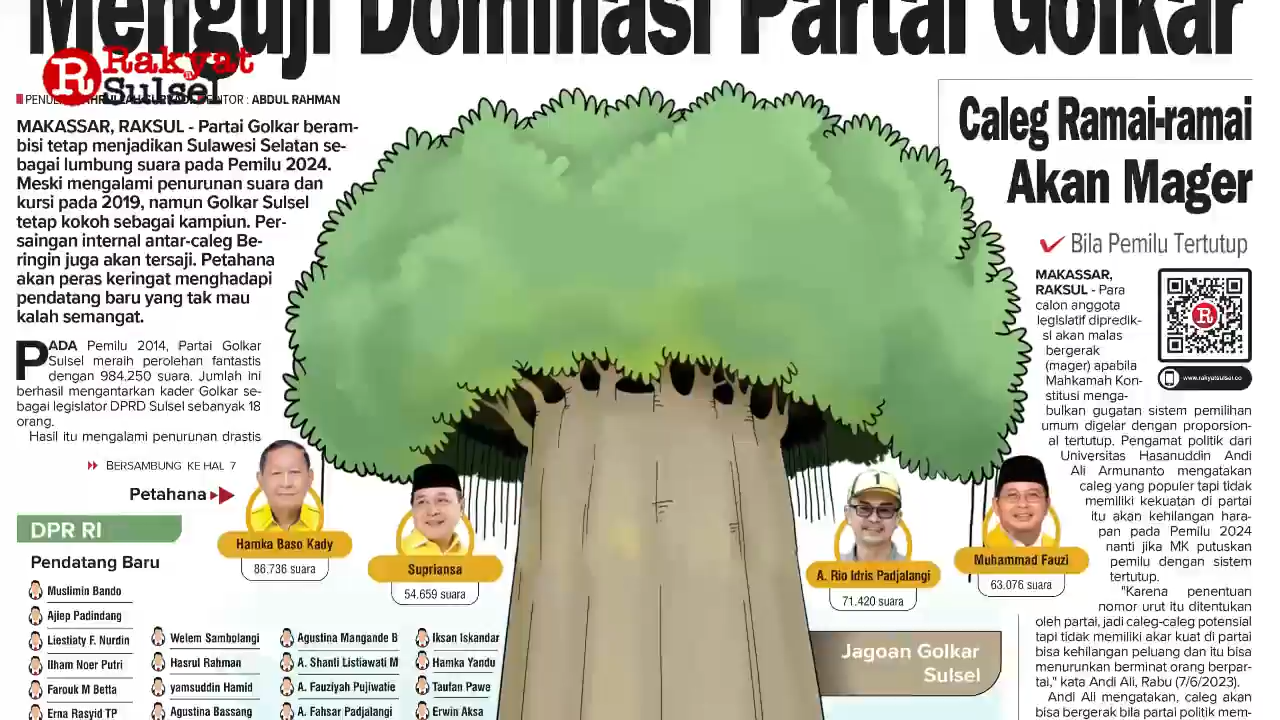 Menguji Dominasi Partai Golkar
Rakyat
Sulsel
EDITOR : ABDUL RAHMAN
MAKASSAR, RAKSUL - Partai Golkar beram-
bisi tetap menjadikan Sulawesi Selatan se-
bagai lumbung suara pada Pemilu 2024.
Meski mengalami penurunan suara dan
kursi pada 2019, namun Golkar Sulsel
tetap kokoh sebagai kampiun. Per-
saingan internal antar-caleg Be-
ringin juga akan tersaji. Petahana
akan peras keringat menghadapi
pendatang baru yang tak mau
kalah semangat.
PADA Pemilu 2014, Partai Golkar
Sulsel meraih perolehan fantastis
dengan 984.250 suara. Jumlah ini
berhasil mengantarkan kader Golkar se-
bagai legislator DPRD Sulsel sebanyak 18
orang.
Hasil itu mengalami penurunan drastis
BERSAMBUNG KE HAL 7
Petahana
Hamka Baso Kady
86.736 suara
Supriansa
54.659 suara
A. Rio Idris Padjalangi
71.420 suara
Muhammad Fauzi
63.076 suara
DPR RI
Pendatang Baru
Muslimin Bando
Ajiep Padindang
Liestiaty F. Nurdin
Ilham Noer Putri
Farouk M Betta
Erna Rasyid TP
Welem Sambolangi
Hasrul Rahman
yamsuddin Hamid
Agustina Bassang
Agustina Mangande B
A. Shanti Listiawati M
A. Fauziyah Pujiwatie
A. Fahsar Padjalangi
Iksan Iskandar
Hamka Yandu
Taufan Pawe
Erwin Aksa
Jagoan Golkar
Sulsel
Caleg Ramai-ramai
Akan Mager
Bila Pemilu Tertutup
MAKASSAR,
RAKSUL - Para
calon anggota
legislatif dipredik-
si akan malas
bergerak
(mager) apabila
Mahkamah Kon-
stitusi menga-
bulkan gugatan sistem pemilihan
umum digelar dengan proporsion-
al tertutup. Pengamat politik dari
Universitas Hasanuddin Andi
Ali Armunanto mengatakan
caleg yang populer tapi tidak
memiliki kekuatan di partai
itu akan kehilangan hara-
pan pada Pemilu 2024
nanti jika MK putuskan
pemilu dengan sistem
tertutup.
"Karena penentuan
nomor urut itu ditentukan
oleh partai, jadi caleg-caleg potensial
tapi tidak memiliki akar kuat di partai
bisa kehilangan peluang dan itu bisa
menurunkan berminat orang berpar-
tai," kata Andi Ali, Rabu (7/6/2023).
Andi Ali mengatakan, caleg akan
bisa bergerak bila partai politik mem-
R
www.rakyatsulsel.co
1